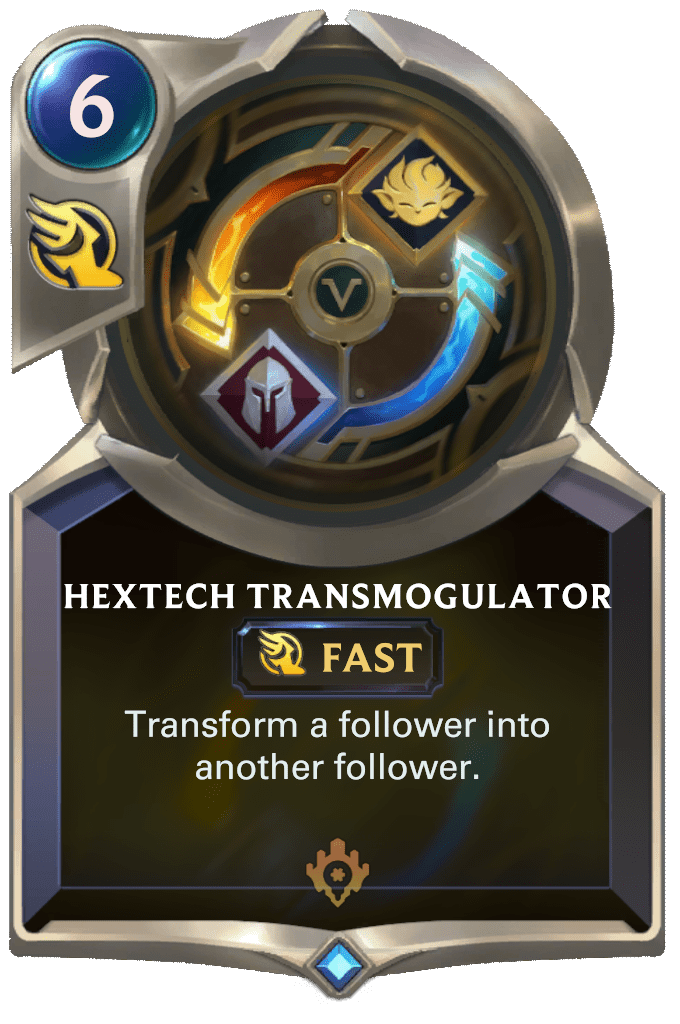 6
V
HEXTECH TRANSMOGULATOR
FAST
Transform a follower into
another follower.